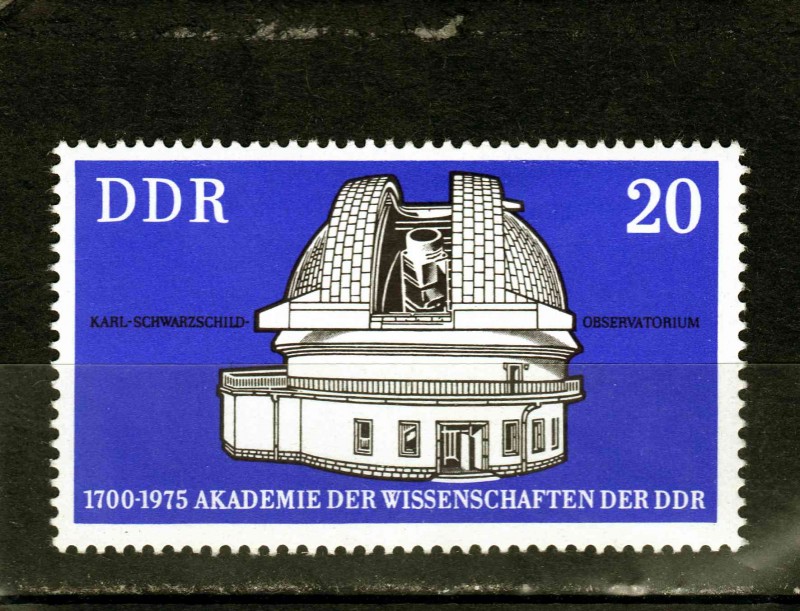 DDR
20
KARL-SCHWARZSCHILD-
OBSERVATORIUM
1700-1975 AKADEMIE DER WISSENSCHAFTEN DER DDR